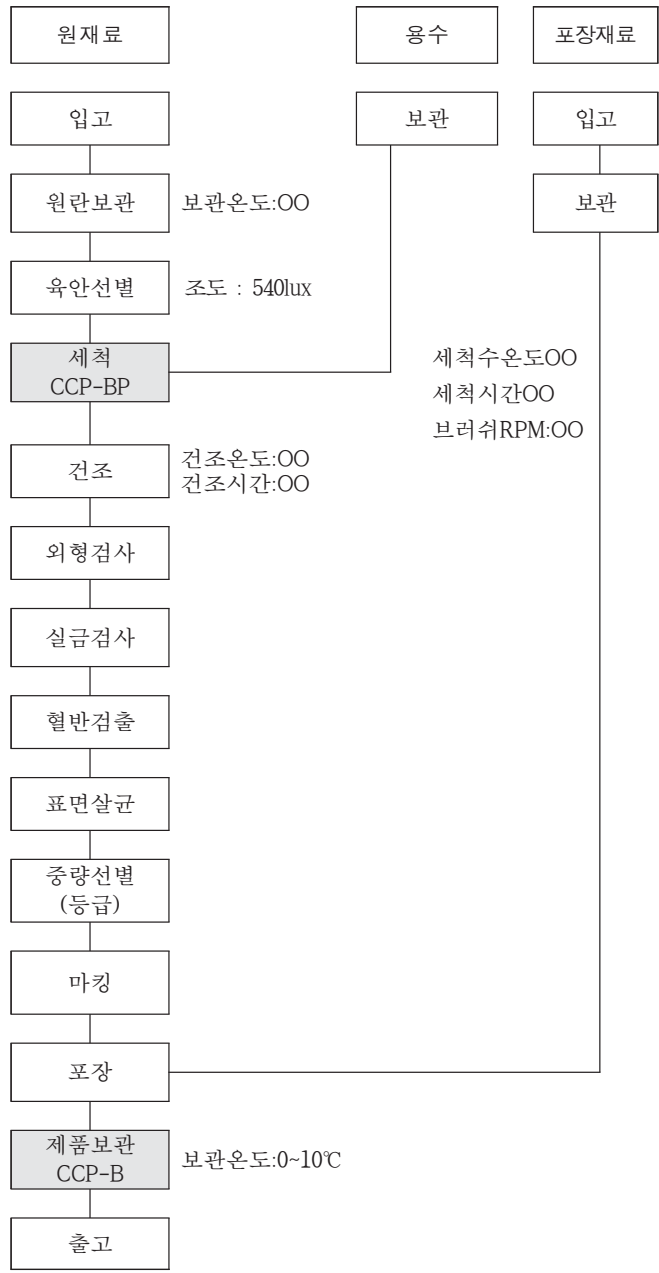 원재료
용수
포장재료
입고
보관
입고
원란보관
보관온도:OO
보관
육안선별
조도 : 540lux
세척
CCP-BP
세척수온도OO
세척시간OO
브러쉬RPM:OO
건조
건조온도:OO
건조시간:OO
외형검사
실금검사
혈반검출
표면살균
중량선별
(등급)
마킹
포장
제품보관
CCP-B
보관온도:0~10℃
출고